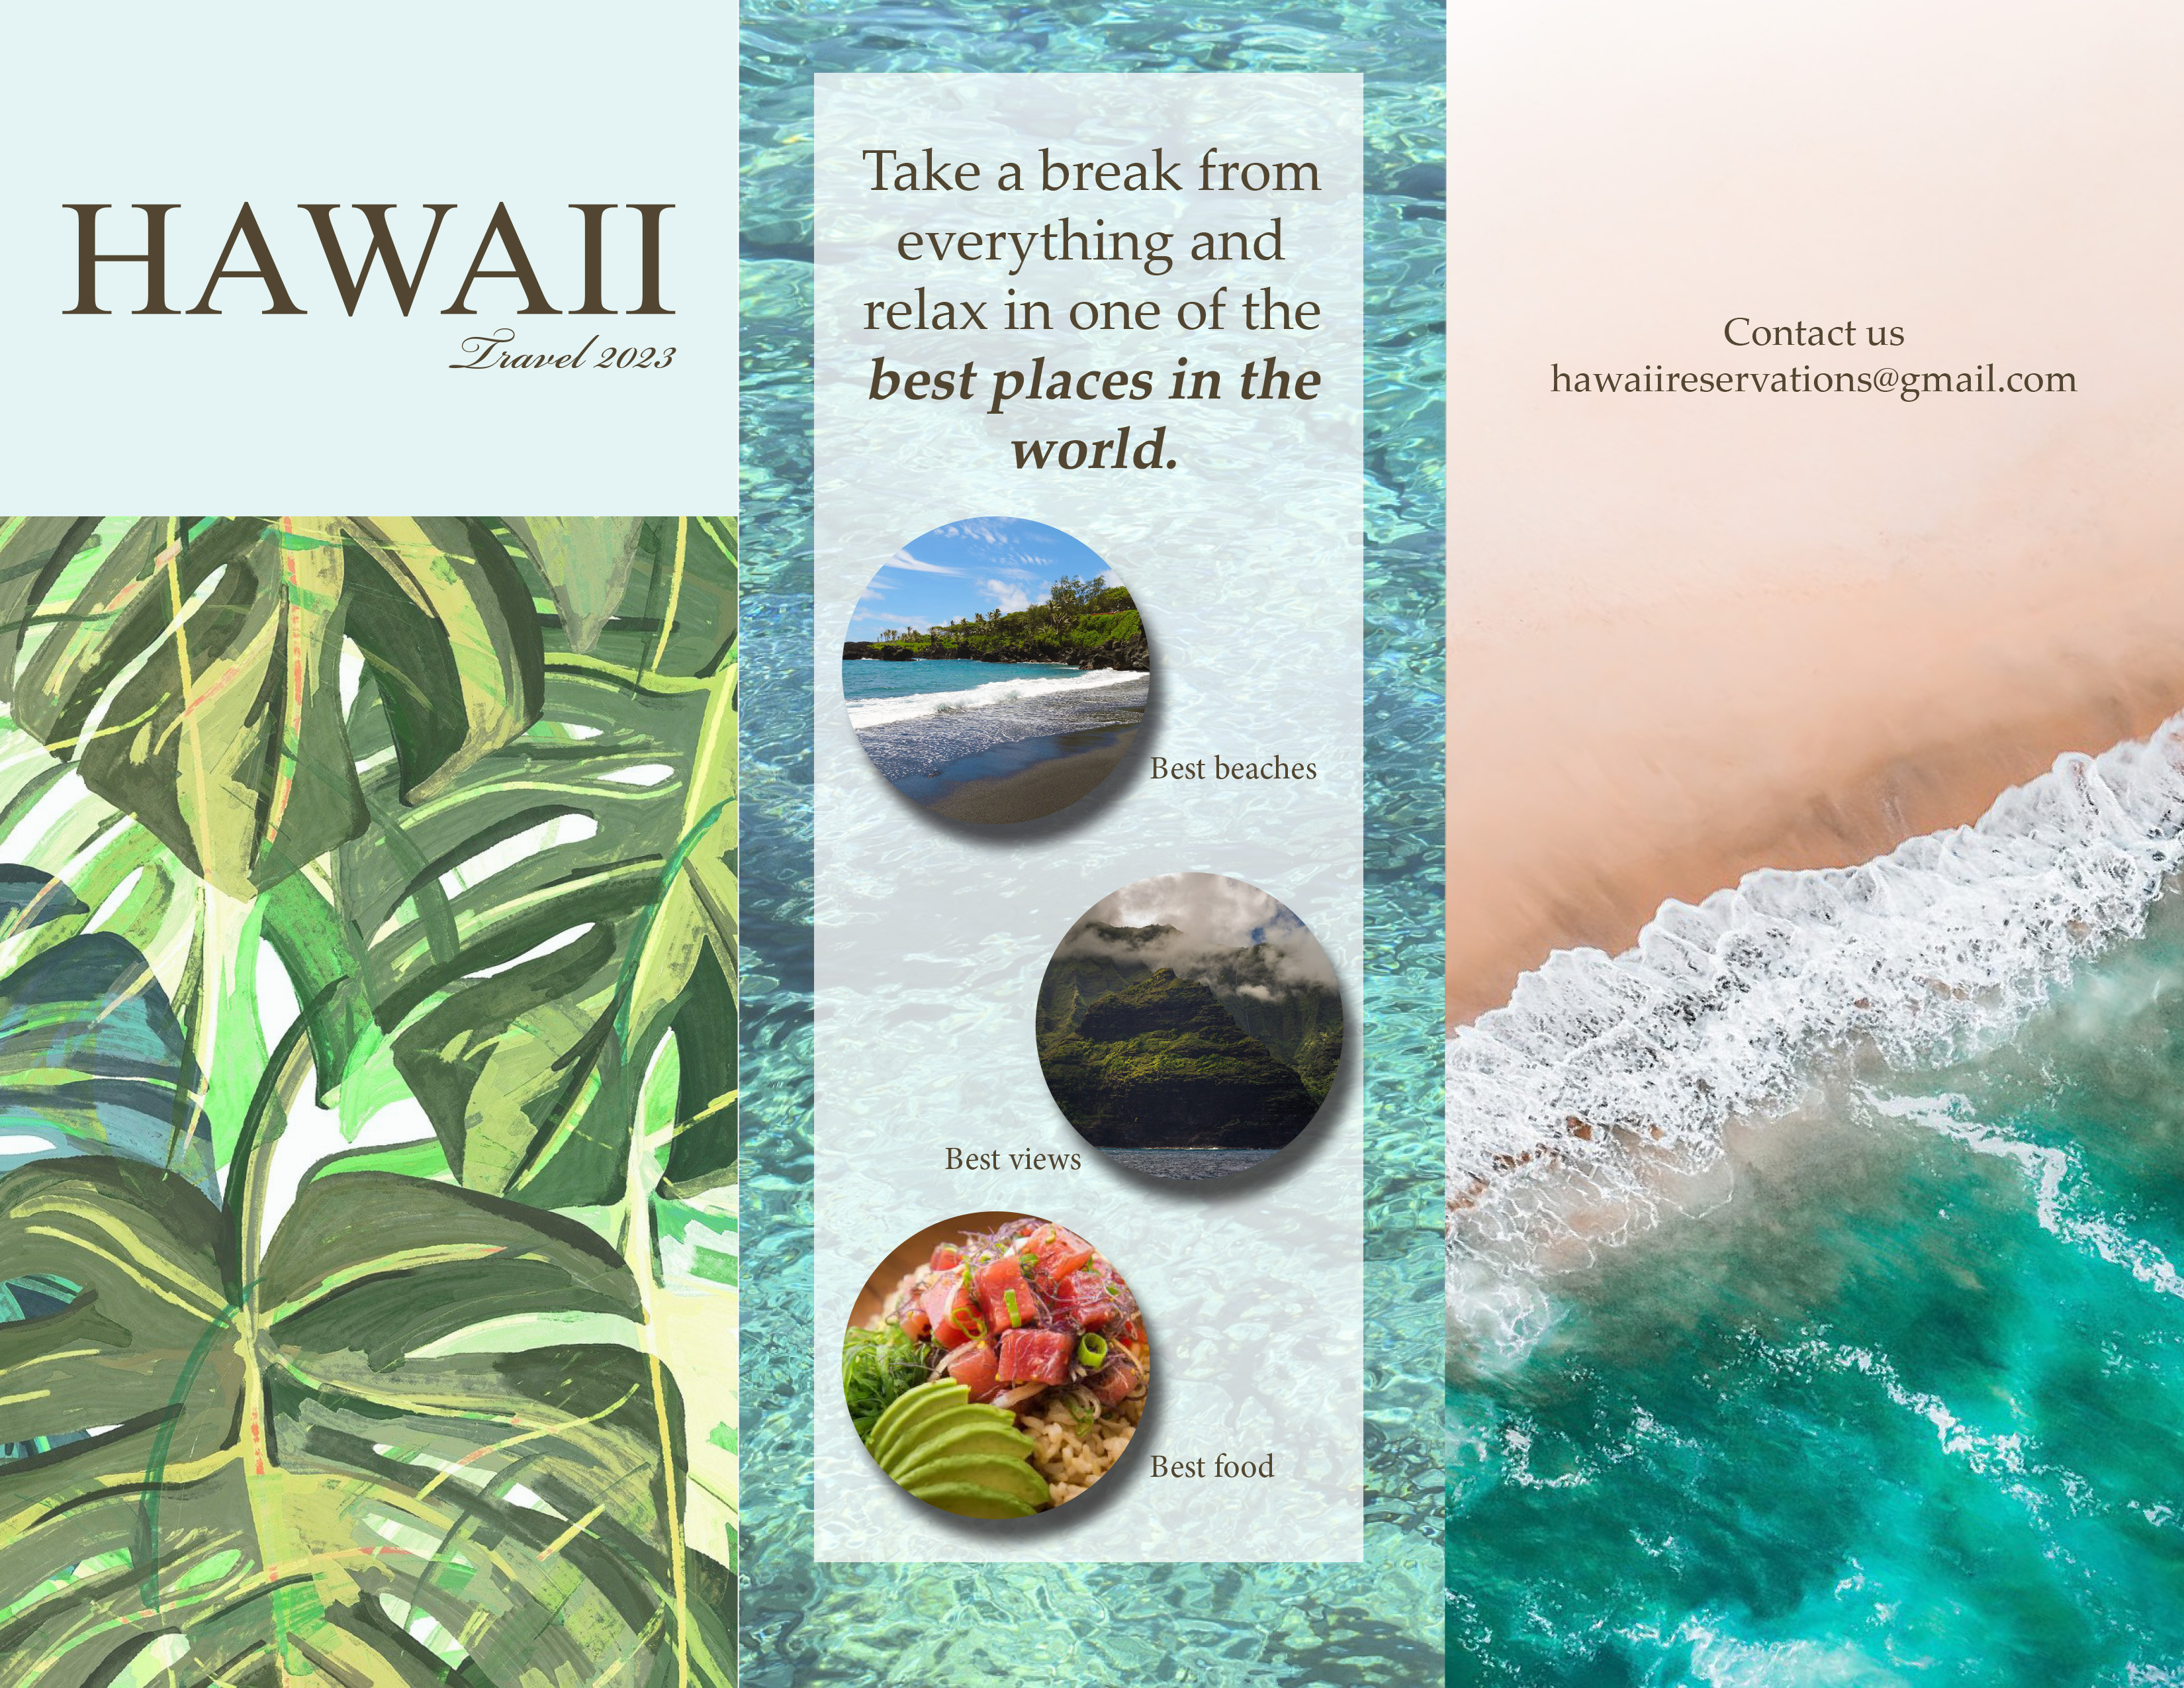 HAWAII
Travel 2023
Take a break from
everything and
relax in one of the
best places in the
world.
Best beaches
Best views
Best food
Contact us
hawaiireservations@gmail.com